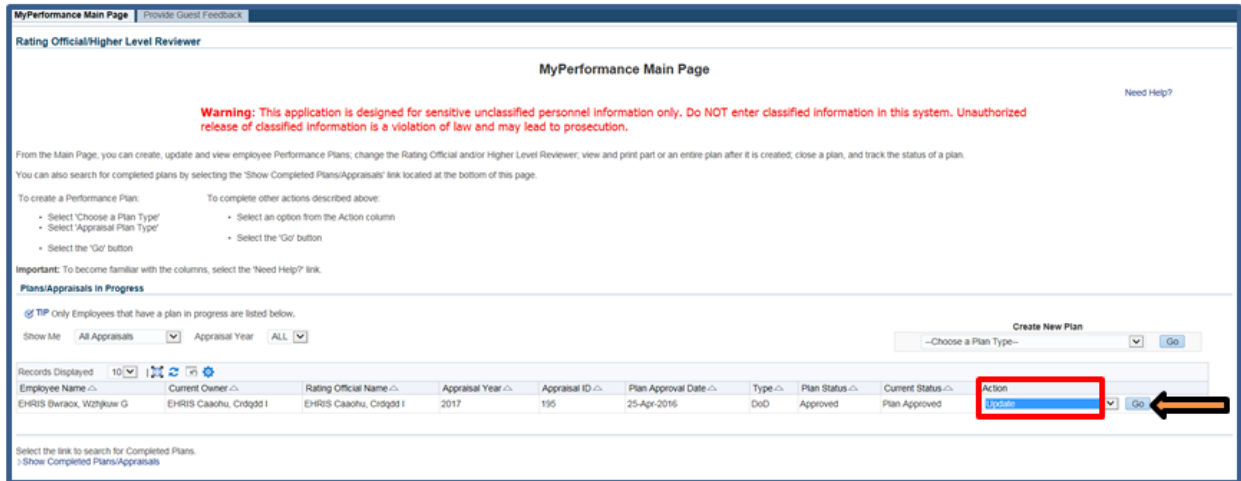 MyPerformance Main Page Provide Guest Feedback
Rating Official/Higher Level Reviewer
MyPerformance Main Page
Need Help?
Warning: This application is designed for sensitive unclassified personnel information only. Do NOT enter classified information in this system. Unauthorized
release of classified information is a violation of law and may lead to prosecution.
From the Main Page, you can create, update and view employee Performance Plans; change the Rating Official and/or Higher Level Reviewer; view and print part or an entire plan after it is created; close a plan, and track the status of a plan.
You can also search for completed plans by selecting the 'Show Completed Plans/Appraisals' link located at the bottom of this page.
To create a Performance Plan: To complete other actions described above:
• Select 'Choose a Plan Type' • Select an option from the Action column
• Select 'Appraisal Plan Type'
• Select the 'Go' button
• Select the 'Go' button
Important: To become familiar with the columns, select the 'Need Help?' link.
Plans/Appraisals In Progress
TIP Only Employees that have a plan in progress are listed below.
Create New Plan
Show Me All Appraisals Appraisal Year ALL --Choose a Plan Type-- Go
Records Displayed 10
Employee Name Current Owner Rating Official Name Appraisal Year Appraisal ID Plan Approval Date Type Plan Status Current Status Action
EHRIS Bwraox, Wzhjkuw G EHRIS Caaohu, Crdqdd I EHRIS Caaohu, Crdqdd I 2017 195 25-Apr-2016 DoD Approved Plan Approved Update Go
Select the link to search for Completed Plans.
Show Completed Plans/Appraisals